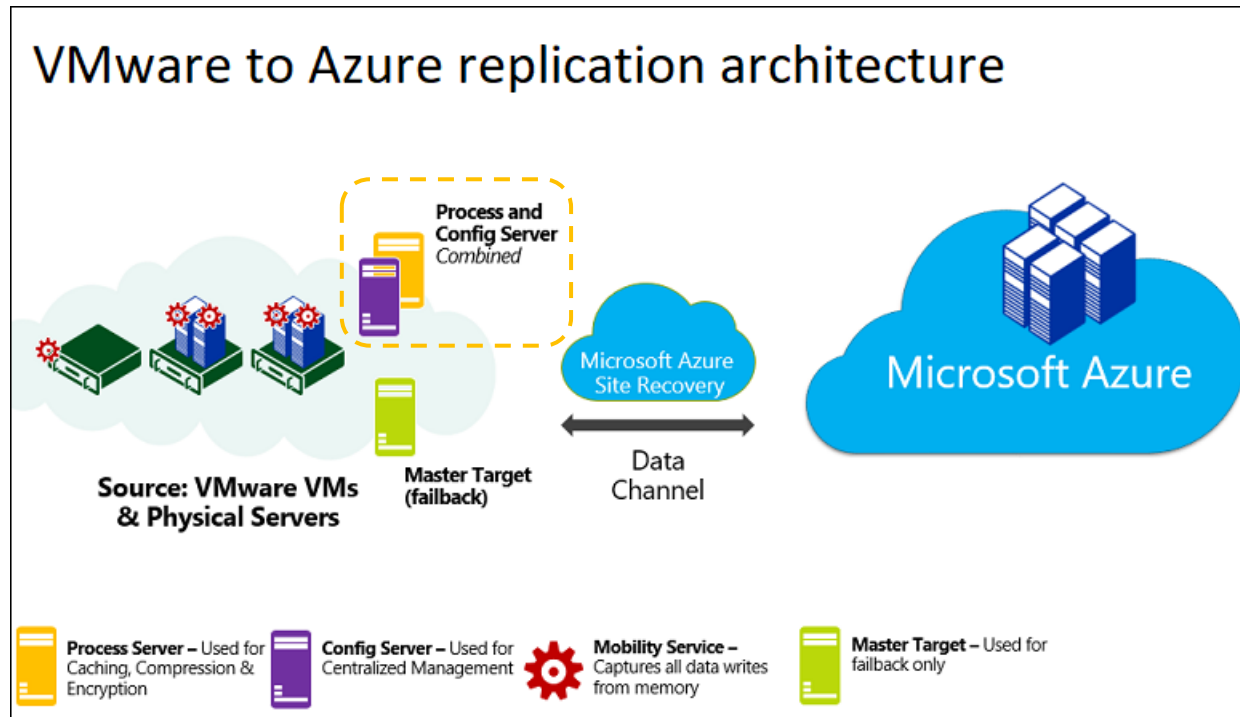 VMware to Azure replication architecture
Process and
Config Server
Combined
Microsoft Azure
Site Recovery
Microsoft Azure
Data
Channel
Master Target
(failback)
Source: VMware VMs
& Physical Servers
Process Server – Used for
Caching, Compression &
Encryption
Config Server – Used for
Centralized Management
Mobility Service –
Captures all data writes
from memory
Master Target – Used for
failback only